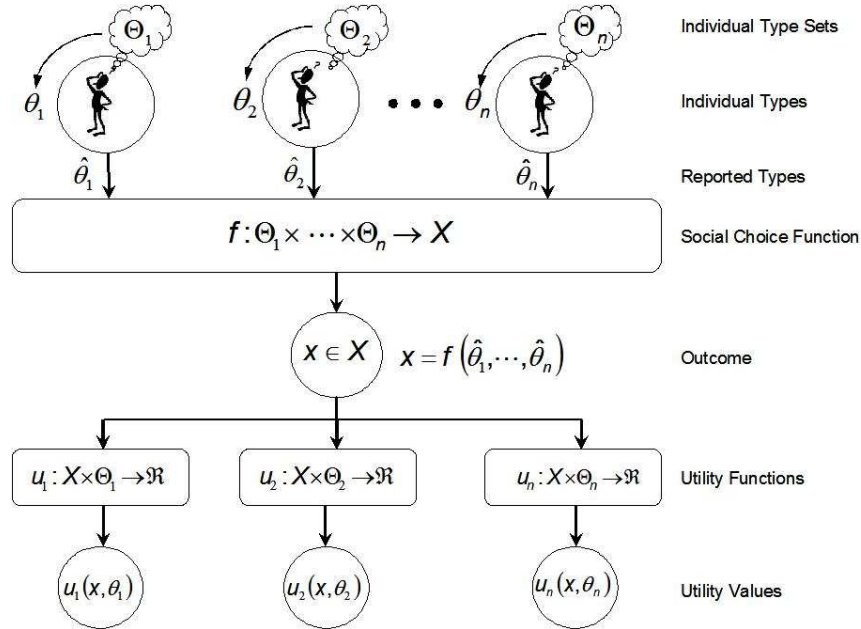 Θ₁ Θ₂ Θₙ Individual Type Sets
θ₁ θ₂ • • • θₙ Individual Types
θ̂₁ θ̂₂ θ̂ₙ Reported Types
f : Θ₁ × ⋯ × Θₙ → X Social Choice Function
x ∈ X x = f (θ̂₁, ⋯, θ̂ₙ) Outcome
u₁ : X×Θ₁ → ℜ u₂ : X×Θ₂ → ℜ uₙ : X×Θₙ → ℜ Utility Functions
u₁(x,θ₁) u₂(x,θ₂) uₙ(x,θₙ) Utility Values